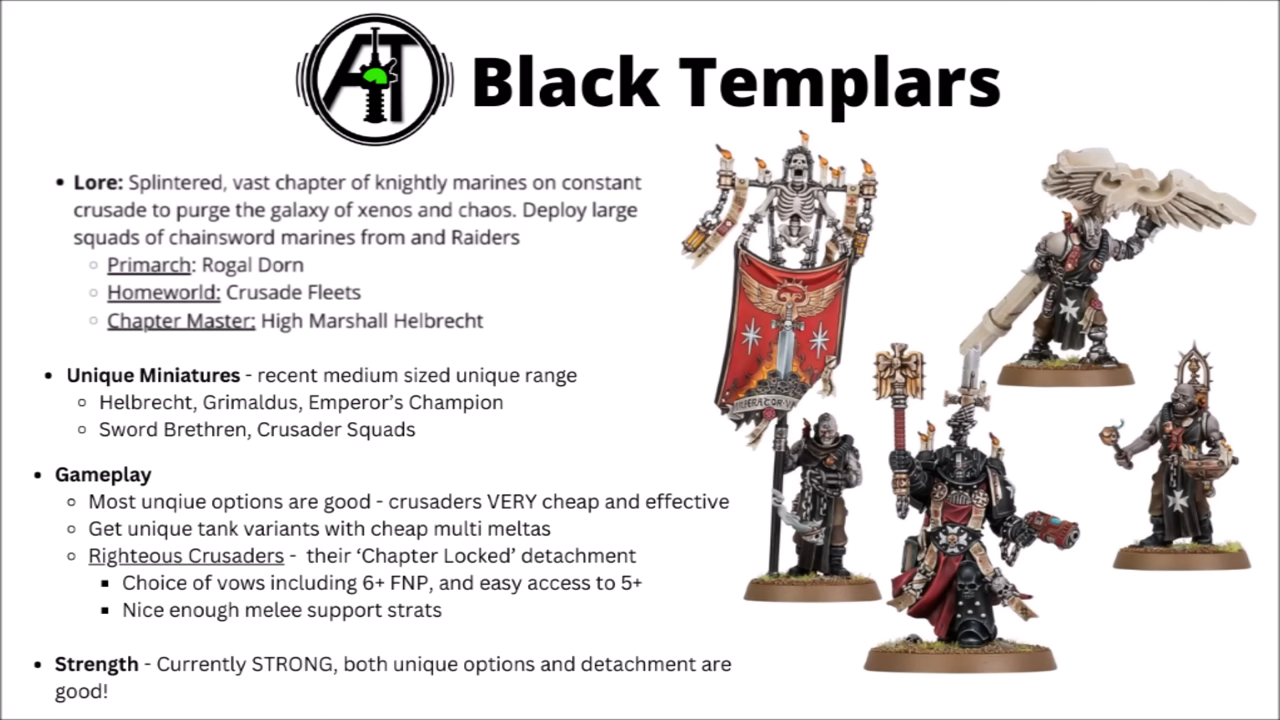 AT
Black Templars
• Lore: Splintered, vast chapter of knightly marines on constant
crusade to purge the galaxy of xenos and chaos. Deploy large
squads of chainsword marines from and Raiders
◦ Primarch: Rogal Dorn
◦ Homeworld: Crusade Fleets
◦ Chapter Master: High Marshall Helbrecht
• Unique Miniatures - recent medium sized unique range
◦ Helbrecht, Grimaldus, Emperor's Champion
◦ Sword Brethren, Crusader Squads
• Gameplay
◦ Most unqiue options are good - crusaders VERY cheap and effective
◦ Get unique tank variants with cheap multi meltas
◦ Righteous Crusaders - their ‘Chapter Locked’ detachment
▪ Choice of vows including 6+ FNP, and easy access to 5+
▪ Nice enough melee support strats
• Strength - Currently STRONG, both unique options and detachment are
good!